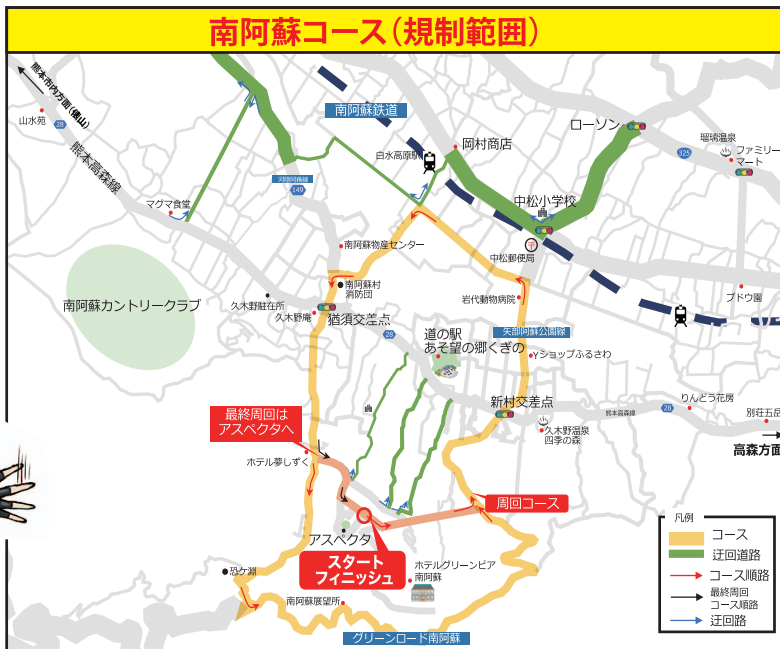 南阿蘇コース(規制範囲)
熊本市内方面(俵山)
山水苑
28
熊本高森線
マグマ食堂
149
南阿蘇鉄道
白水高原駅
岡村商店
ローソン
瑠璃温泉
ファミリー
マート
325
中松小学校
中松郵便局
ブドウ園
南阿蘇物産センター
南阿蘇村
消防団
岩代動物病院
南阿蘇カントリークラブ
久木野駐在所
久木野庵
猶須交差点
28
道の駅
あそ望の郷くぎの
矢部阿蘇公園線
Yショップふるさわ
新村交差点
熊本高森線
28
りんどう花房
別荘五岳
高森方面
久木野温泉
四季の森
最終周回は
アスペクタへ
ホテル夢しずく
周回コース
アスペクタ
スタート
フィニッシュ
恐ケ淵
ホテルグリーンピア
南阿蘇
南阿蘇展望所
グリーンロード南阿蘇
凡例
コース
迂回道路
コース順路
最終周回
コース順路
迂回路